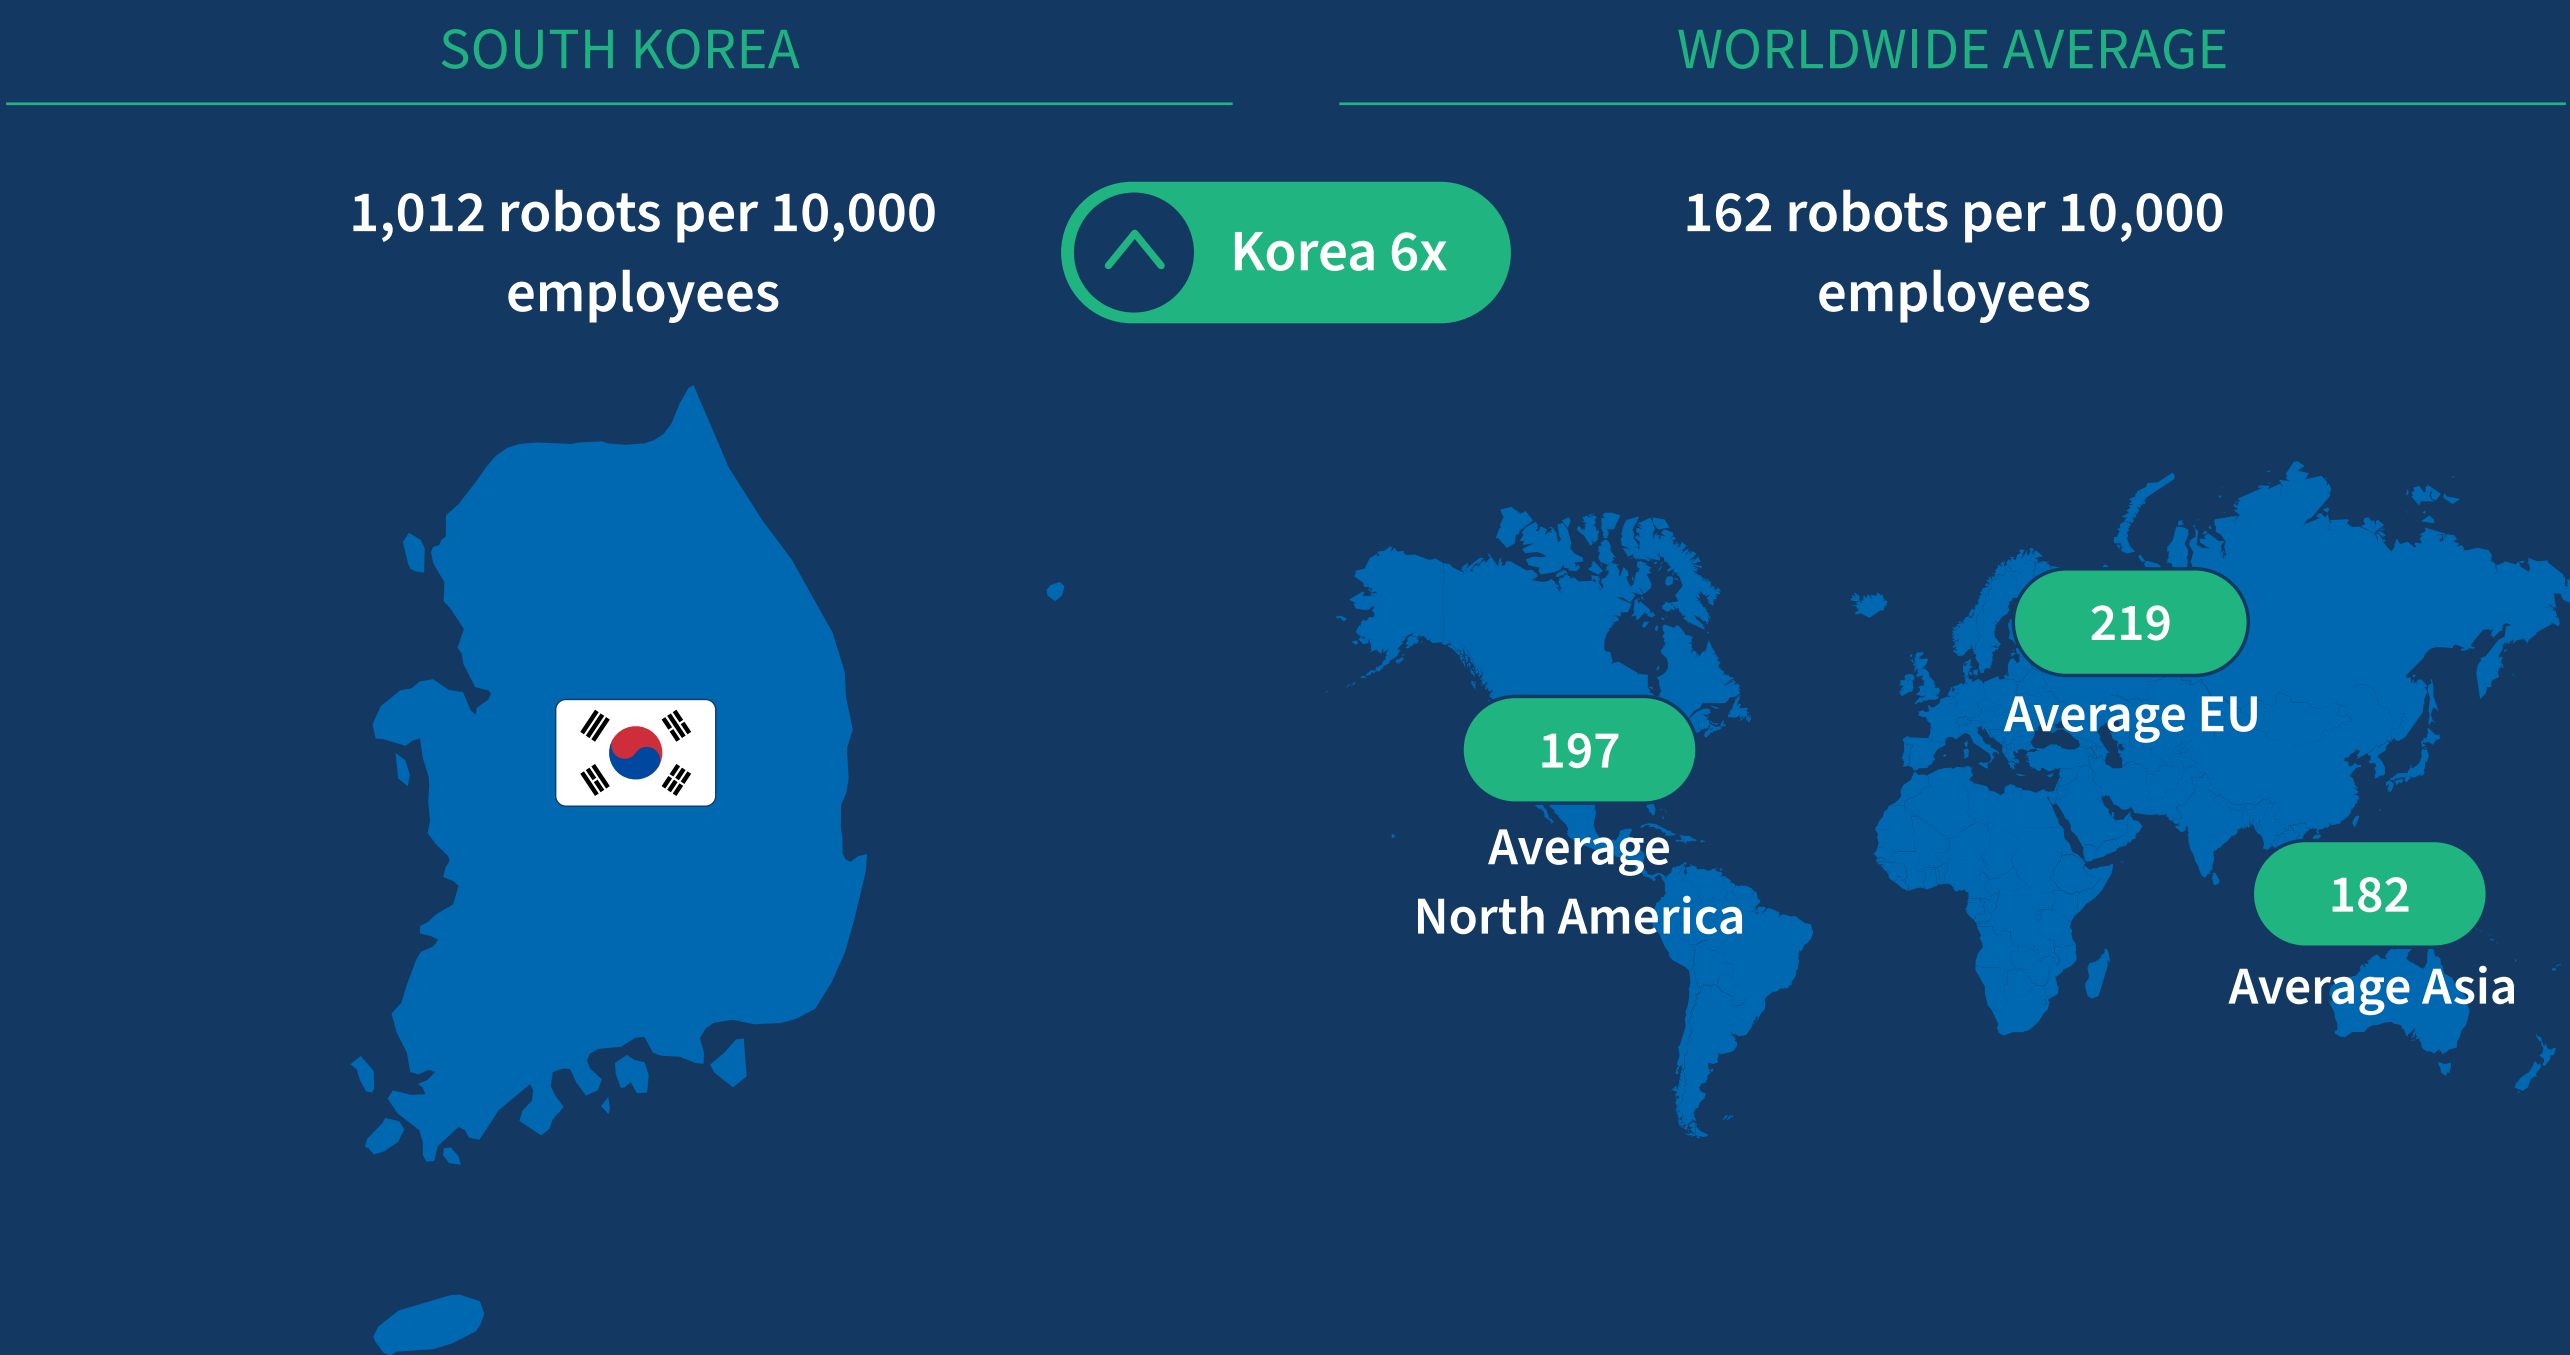 SOUTH KOREA
1,012 robots per 10,000
employees
Korea 6x
WORLDWIDE AVERAGE
162 robots per 10,000
employees
219
Average EU
197
Average
North America
182
Average Asia